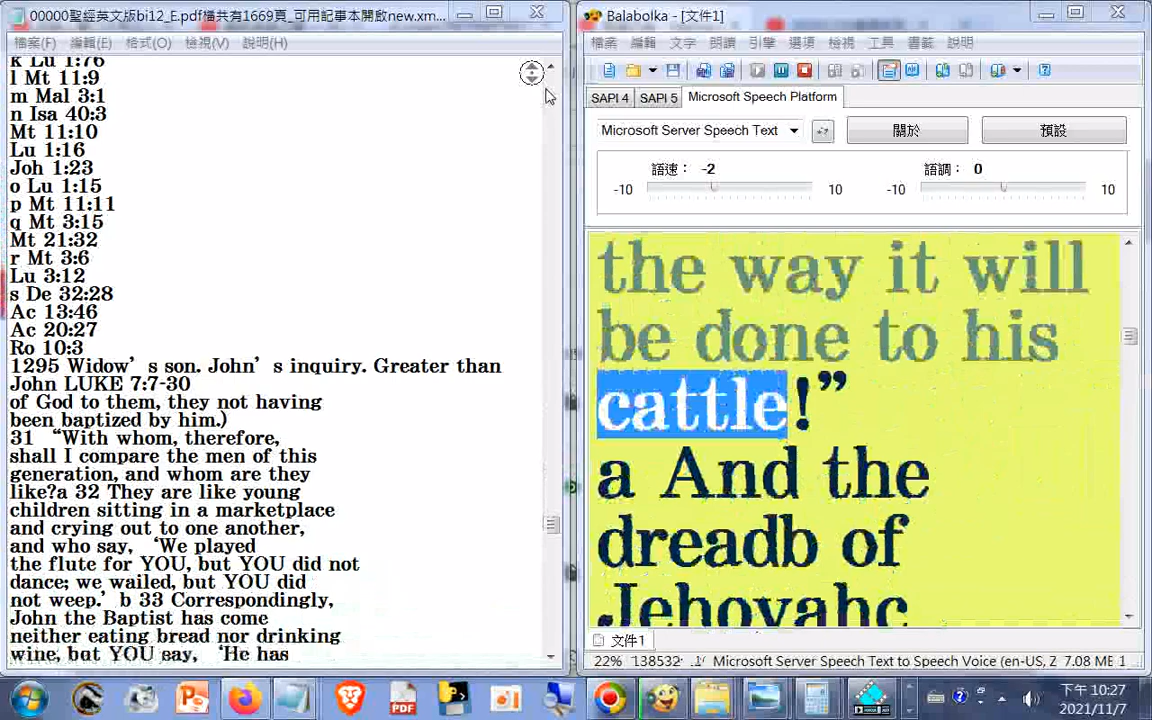 00000聖經英文版bi12_E.pdf檔共有1669頁_可用記事本開啟new.xm...
檔案(F) 編輯(E) 格式(O) 檢視(V) 說明(H)
k Lu 1:76
l Mt 11:9
m Mal 3:1
n Isa 40:3
Mt 11:10
Lu 1:16
Joh 1:23
o Lu 1:15
p Mt 11:11
q Mt 3:15
Mt 21:32
r Mt 3:6
Lu 3:12
s De 32:28
Ac 13:46
Ac 20:27
Ro 10:3
1295 Widow’s son. John’s inquiry. Greater than
John LUKE 7:7-30
of God to them, they not having
been baptized by him.)
31 “With whom, therefore,
shall I compare the men of this
generation, and whom are they
like?a 32 They are like young
children sitting in a marketplace
and crying out to one another,
and who say, ‘We played
the flute for YOU, but YOU did not
dance; we wailed, but YOU did
not weep.’ b 33 Correspondingly,
John the Baptist has come
neither eating bread nor drinking
wine, but YOU say, ‘He has
Balabolka - [文件1]
檔案 編輯 文字 朗讀 引擎 選項 檢視 工具 書籤 說明
SAPI 4 SAPI 5 Microsoft Speech Platform
Microsoft Server Speech Text 關於 預設
語速： -2 語調： 0
-10 10 -10 10
the way it will
be done to his
cattle!”
a And the
dreadb of
Jehovahc
文件1
22% 138532 Microsoft Server Speech Text to Speech Voice (en-US, Z 7.08 MB 1
PDF
下午 10:27
2021/11/7